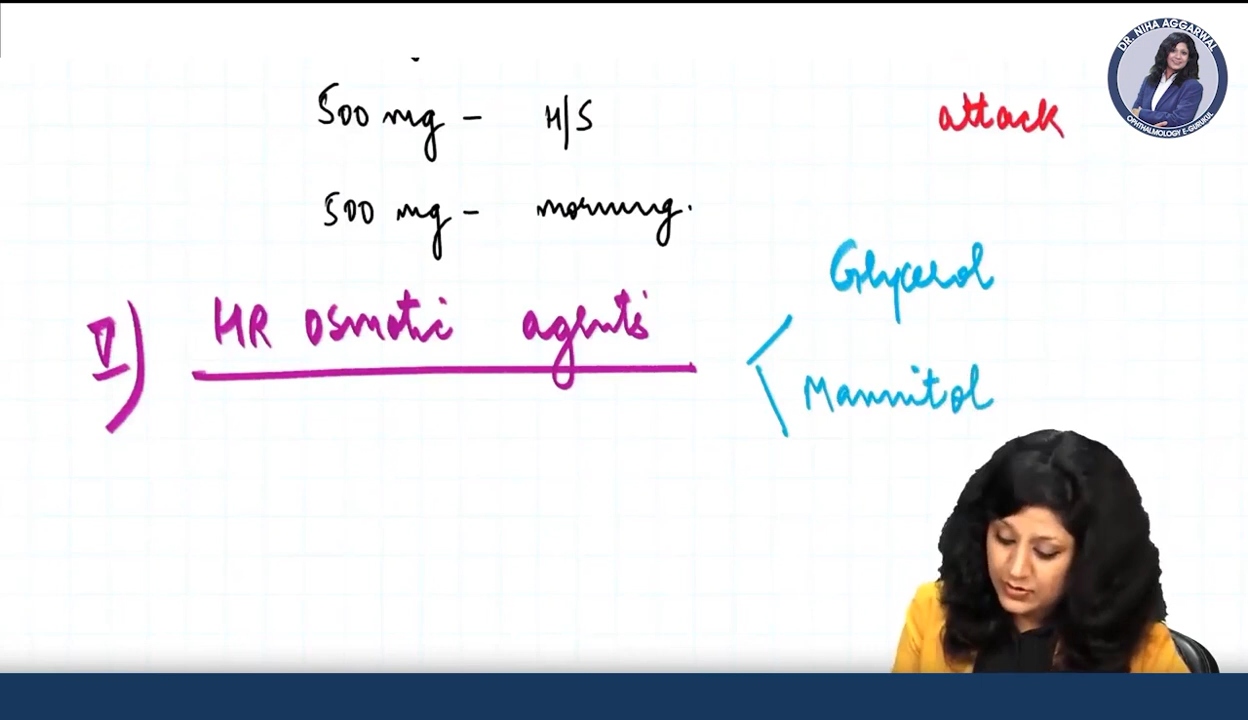 500 mg - H/S
attack
500 mg - morning.
V) HR osmotic agents
Glycerol
Mannitol
DR. NIHA AGGARWAL
OPHTHALMOLOGY E-GURUKUL